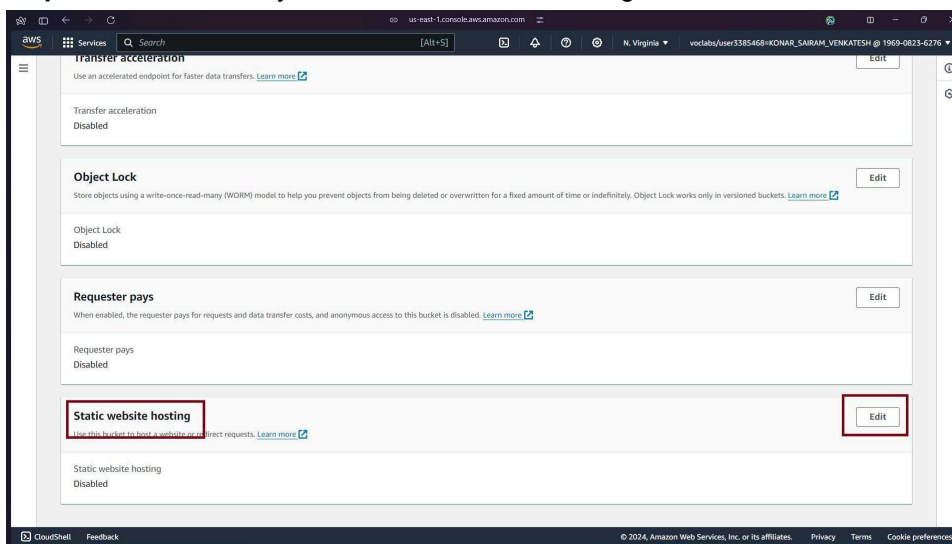 us-east-1.console.aws.amazon.com
aws Services Search [Alt+S] N. Virginia voclabs/user3385468=KONAR_SAIRAM_VENKATESH @ 1969-0823-6276
Transfer acceleration Edit
Use an accelerated endpoint for faster data transfers. Learn more
Transfer acceleration
Disabled
Object Lock Edit
Store objects using a write-once-read-many (WORM) model to help you prevent objects from being deleted or overwritten for a fixed amount of time or indefinitely. Object Lock works only in versioned buckets. Learn more
Object Lock
Disabled
Requester pays Edit
When enabled, the requester pays for requests and data transfer costs, and anonymous access to this bucket is disabled. Learn more
Requester pays
Disabled
Static website hosting Edit
Use this bucket to host a website or redirect requests. Learn more
Static website hosting
Disabled
CloudShell Feedback © 2024, Amazon Web Services, Inc. or its affiliates. Privacy Terms Cookie preferences